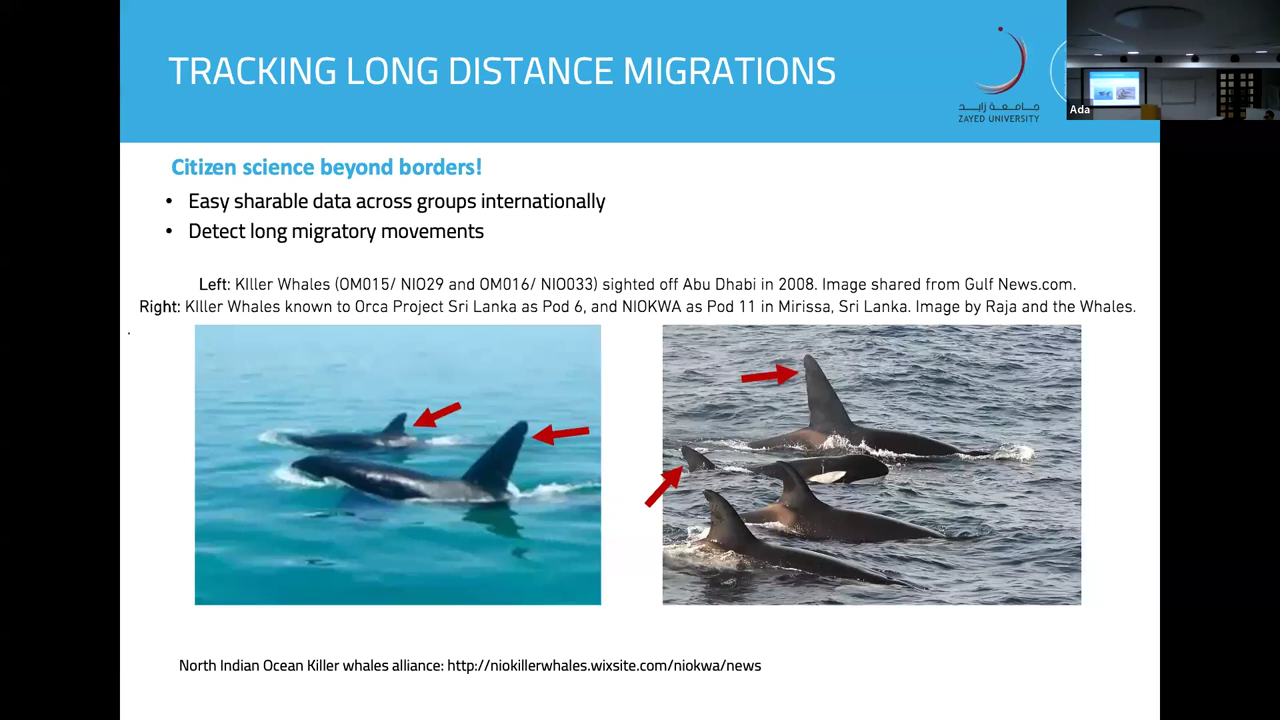 TRACKING LONG DISTANCE MIGRATIONS
جامعة زايد
ZAYED UNIVERSITY
Ada
Citizen science beyond borders!
• Easy sharable data across groups internationally
• Detect long migratory movements
Left: KIller Whales (OM015/ NIO29 and OM016/ NIO033) sighted off Abu Dhabi in 2008. Image shared from Gulf News.com.
Right: KIller Whales known to Orca Project Sri Lanka as Pod 6, and NIOKWA as Pod 11 in Mirissa, Sri Lanka. Image by Raja and the Whales.
.
North Indian Ocean Killer whales alliance: http://niokillerwhales.wixsite.com/niokwa/news